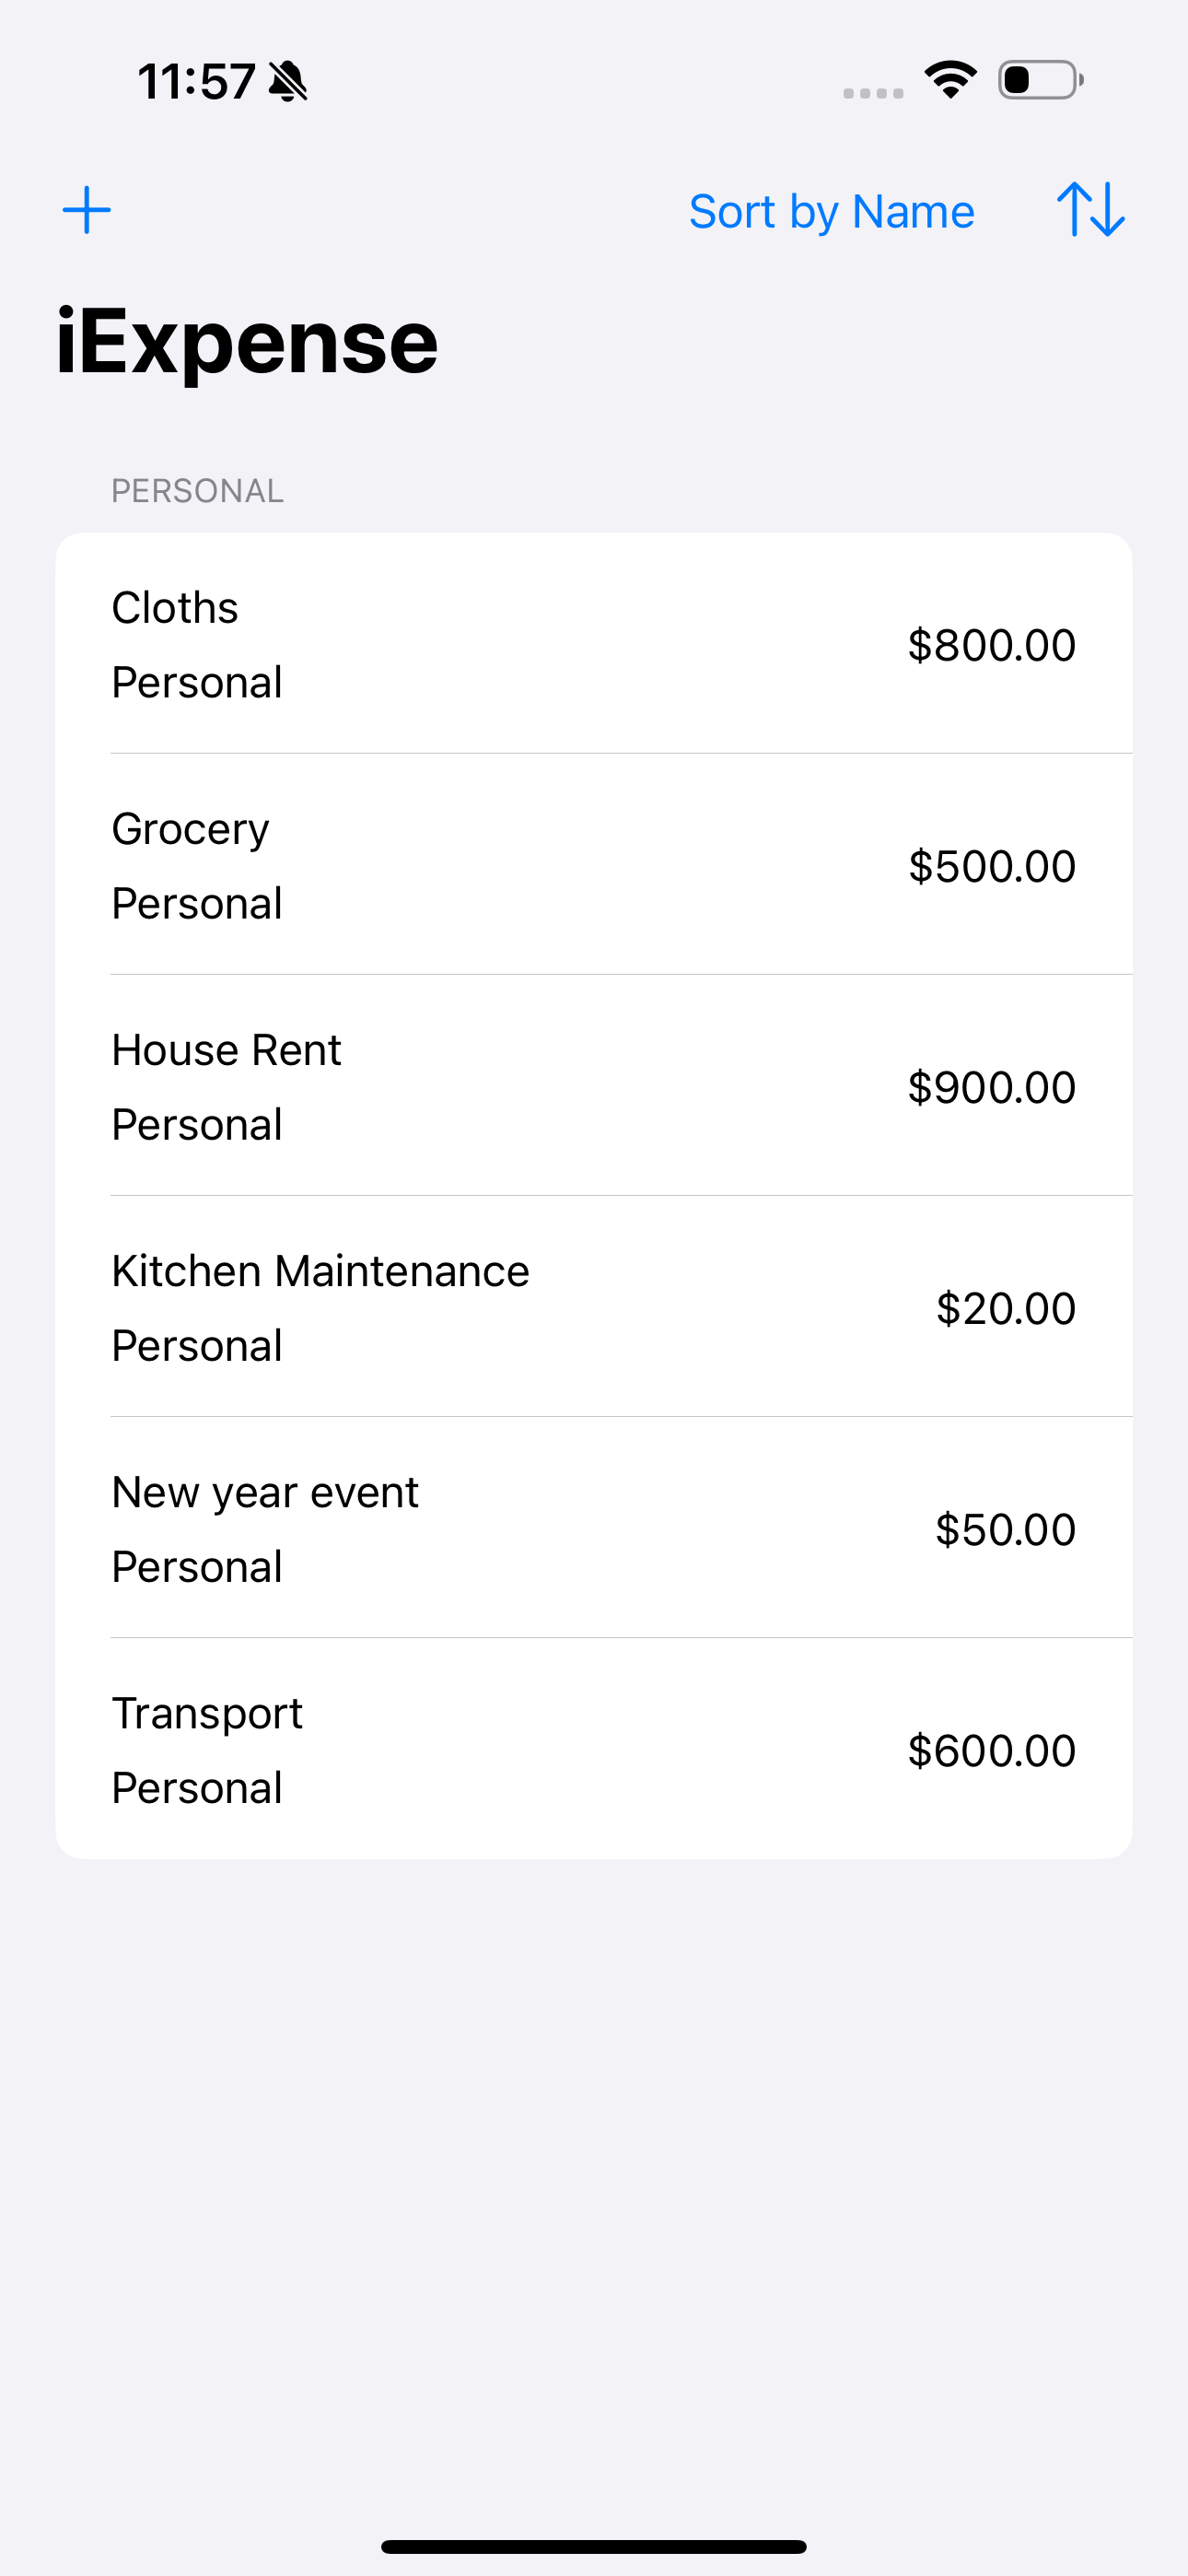 11:57
Sort by Name
iExpense
PERSONAL
Cloths
$800.00
Personal
Grocery
$500.00
Personal
House Rent
$900.00
Personal
Kitchen Maintenance
$20.00
Personal
New year event
$50.00
Personal
Transport
$600.00
Personal